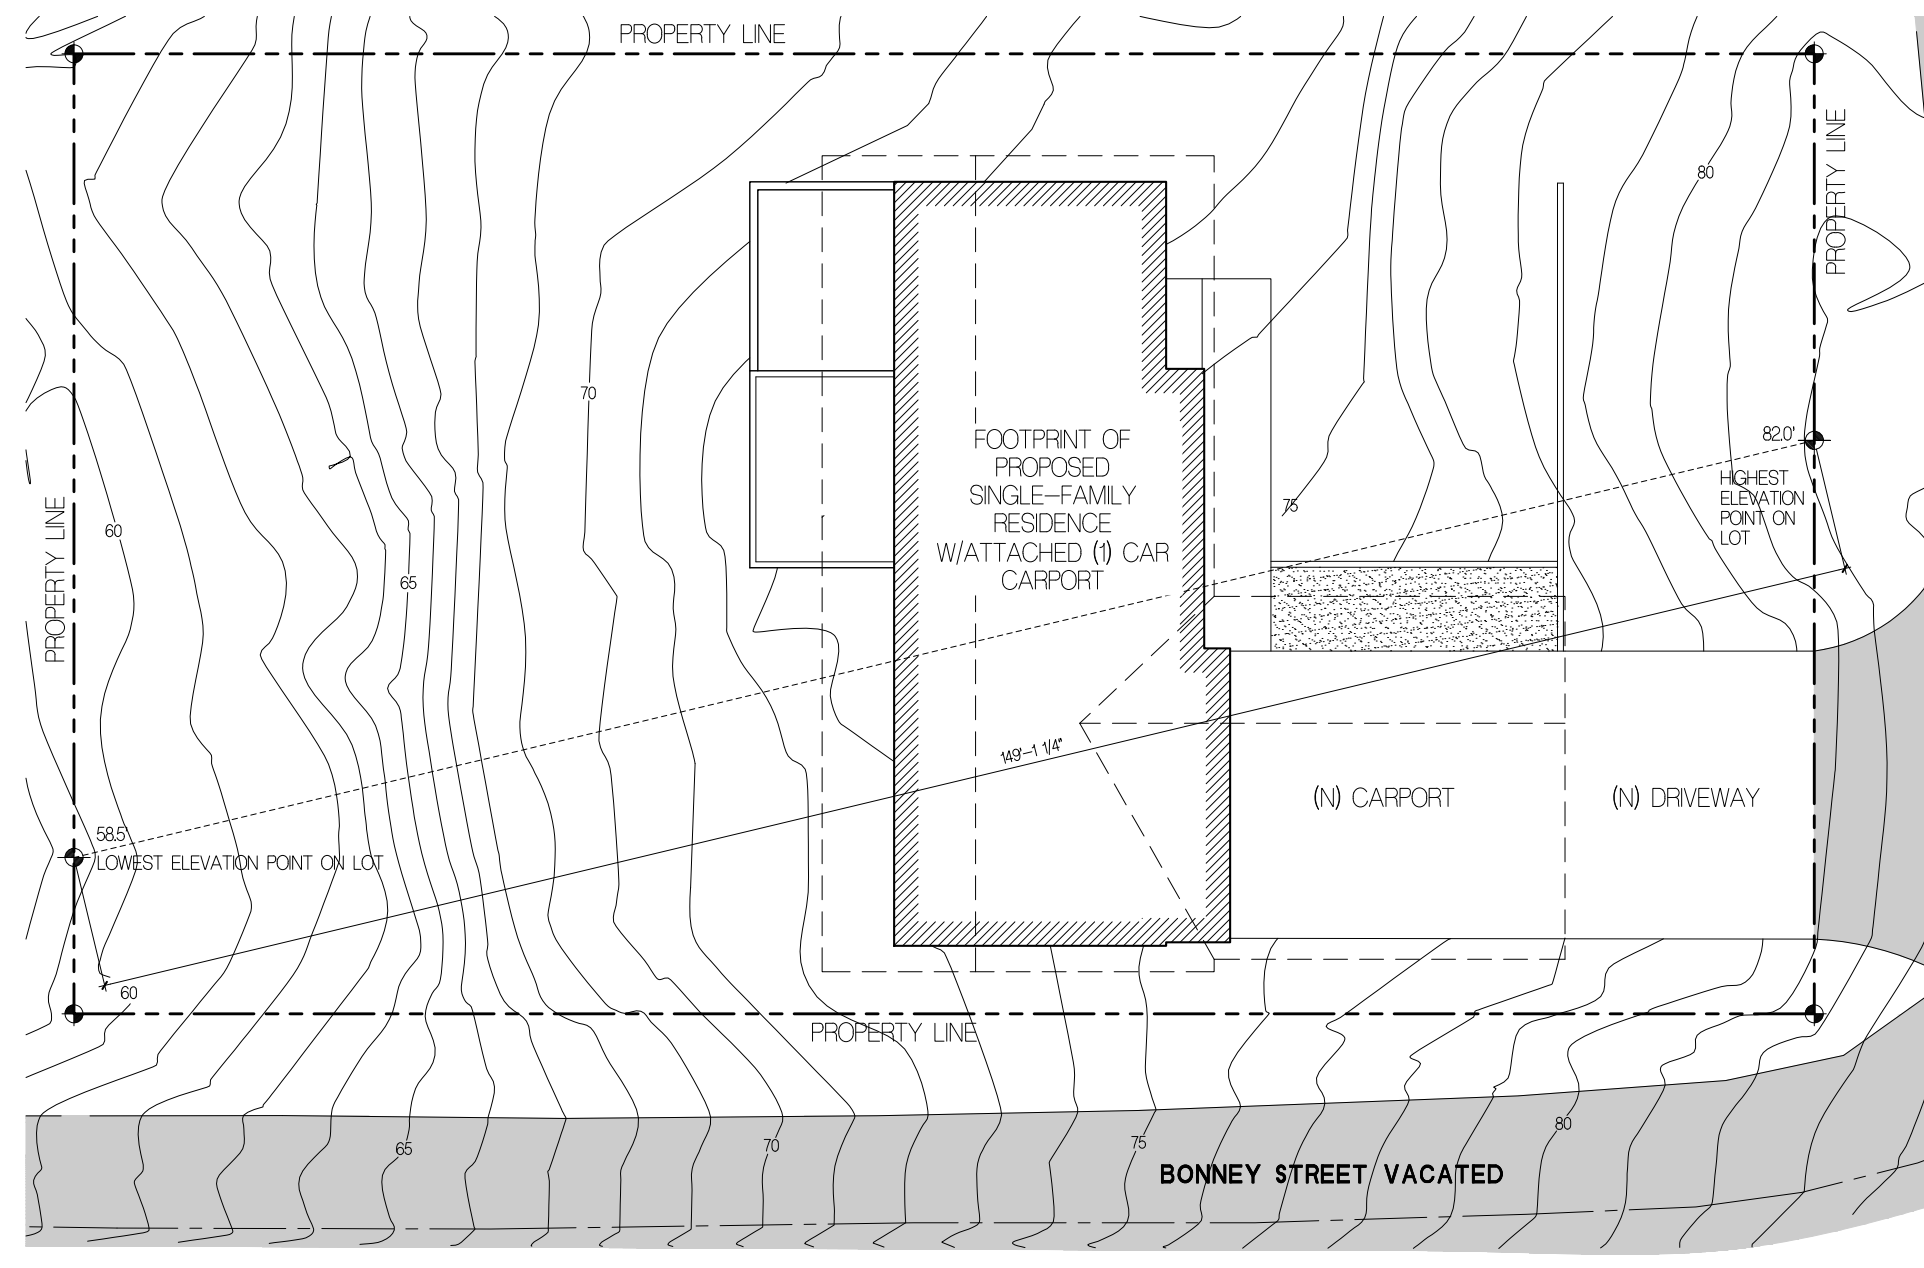 PROPERTY LINE
PROPERTY LINE
80
70
82.0'
HIGHEST
ELEVATION
POINT ON
LOT
FOOTPRINT OF
PROPOSED
SINGLE-FAMILY
RESIDENCE
W/ATTACHED (1) CAR
CARPORT
75
60
PROPERTY LINE
65
149'-1 1/4"
(N) CARPORT
(N) DRIVEWAY
58.5'
LOWEST ELEVATION POINT ON LOT
60
PROPERTY LINE
65
70
75
80
BONNEY STREET VACATED